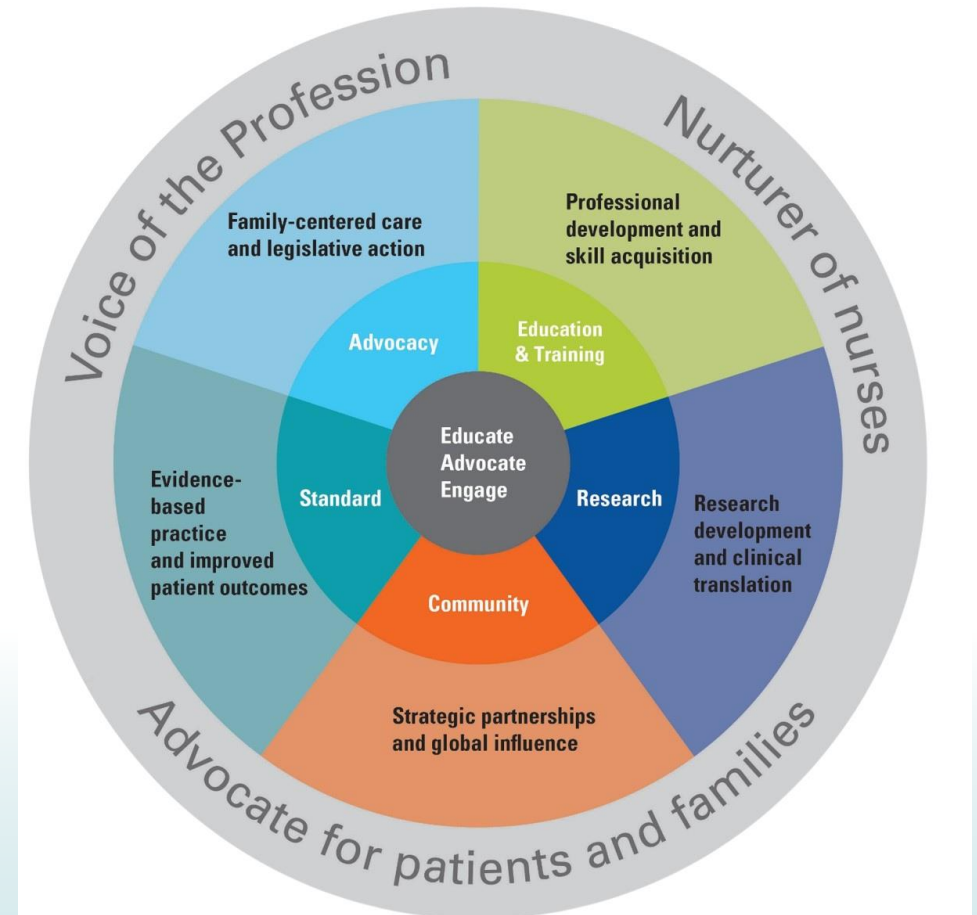 Voice of the Profession
Nurturer of nurses
Family-centered care
and legislative action
Professional
development and
skill acquisition
Advocacy
Education
& Training
Educate
Advocate
Engage
Standard
Research
Evidence-
based
practice
and improved
patient outcomes
Research
development
and clinical
translation
Community
Strategic partnerships
and global influence
Advocate for patients and families